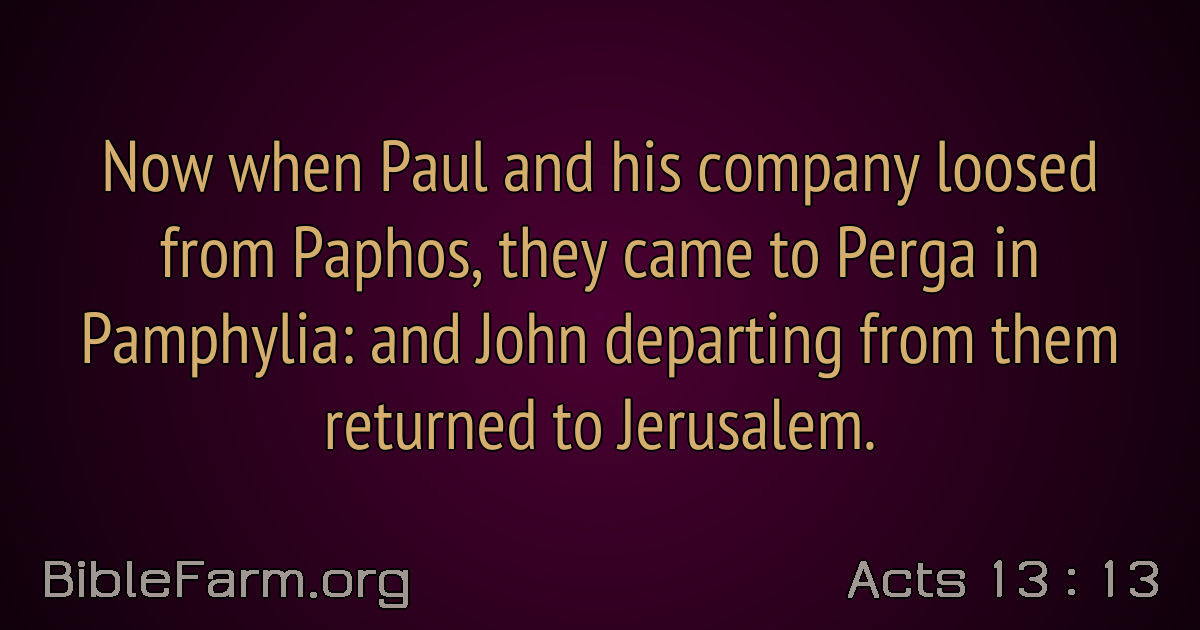 Now when Paul and his company loosed
from Paphos, they came to Perga in
Pamphylia: and John departing from them
returned to Jerusalem.
BibleFarm.org
Acts 13 : 13